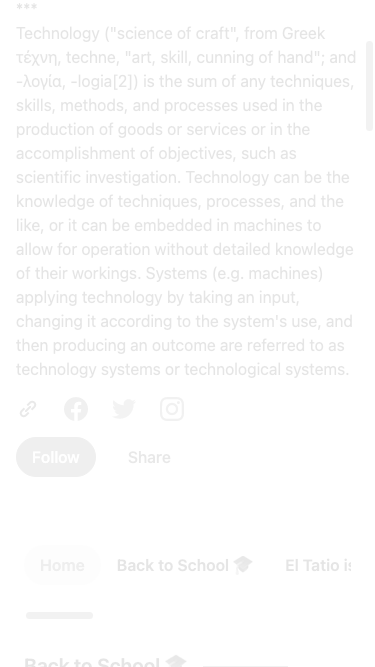 Technology ("science of craft", from Greek
τέχνη, techne, "art, skill, cunning of hand"; and
-λογία, -logia[2]) is the sum of any techniques,
skills, methods, and processes used in the
production of goods or services or in the
accomplishment of objectives, such as
scientific investigation. Technology can be the
knowledge of techniques, processes, and the
like, or it can be embedded in machines to
allow for operation without detailed knowledge
of their workings. Systems (e.g. machines)
applying technology by taking an input,
changing it according to the system's use, and
then producing an outcome are referred to as
technology systems or technological systems.
Follow Share
Home Back to School 🎓 El Tatio is
Back to School 🎓